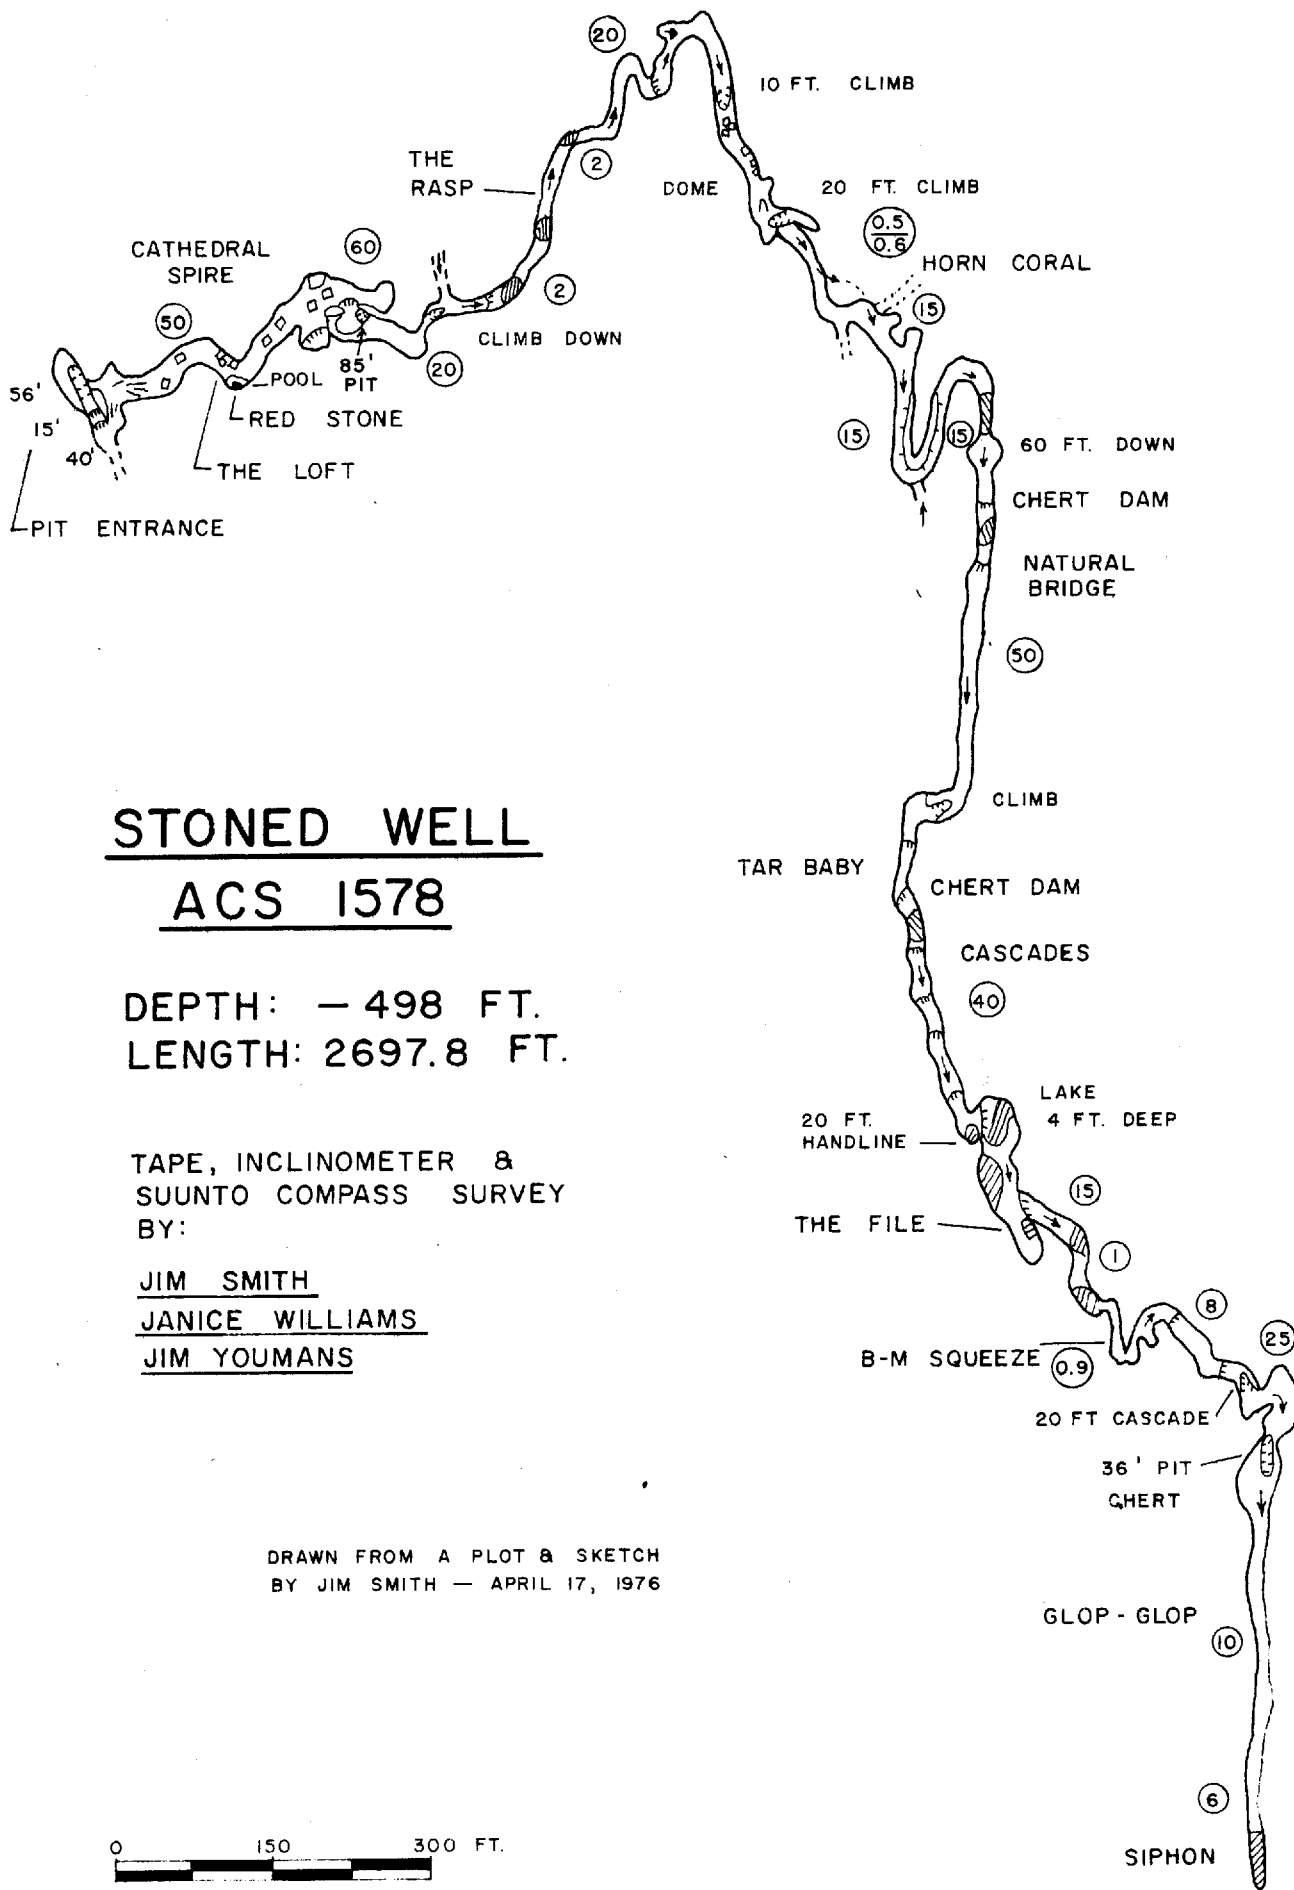 20
10 FT. CLIMB
THE
RASP
2
DOME
20 FT. CLIMB
0.5
0.6
CATHEDRAL
SPIRE
60
HORN CORAL
2
15
50
CLIMB DOWN
85'
PIT
20
POOL
56'
15'
40'
RED STONE
THE LOFT
PIT ENTRANCE
15
15
60 FT. DOWN
CHERT DAM
NATURAL
BRIDGE
50
CLIMB
STONED WELL
ACS 1578
TAR BABY
CHERT DAM
CASCADES
40
DEPTH: — 498 FT.
LENGTH: 2697.8 FT.
LAKE
4 FT. DEEP
20 FT.
HANDLINE
TAPE, INCLINOMETER &
SUUNTO COMPASS SURVEY
BY:
JIM SMITH
JANICE WILLIAMS
JIM YOUMANS
15
THE FILE
1
8
25
B-M SQUEEZE
0.9
20 FT CASCADE
36' PIT
CHERT
DRAWN FROM A PLOT & SKETCH
BY JIM SMITH — APRIL 17, 1976
GLOP - GLOP
10
6
SIPHON
0 150 300 FT.